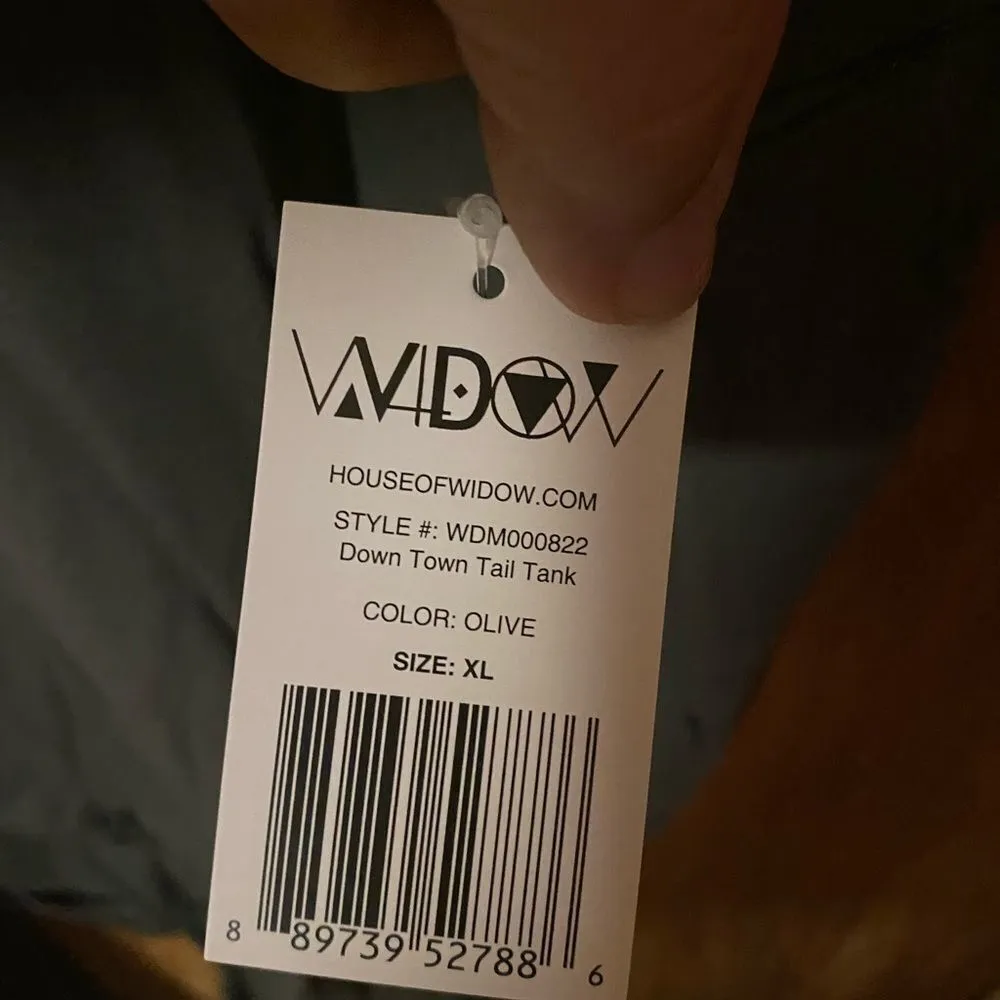 WIDOW
HOUSEOFWIDOW.COM
STYLE #: WDM000822
Down Town Tail Tank
COLOR: OLIVE
SIZE: XL
8 89739 52788 6